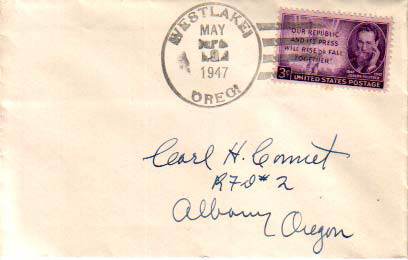 WESTLAKE
MAY
1947
OREG.
"OUR REPUBLIC
AND ITS PRESS
WILL RISE OR FALL
TOGETHER"
3¢ UNITED STATES POSTAGE
Carl H.
RFD # 2
Albany Oregon